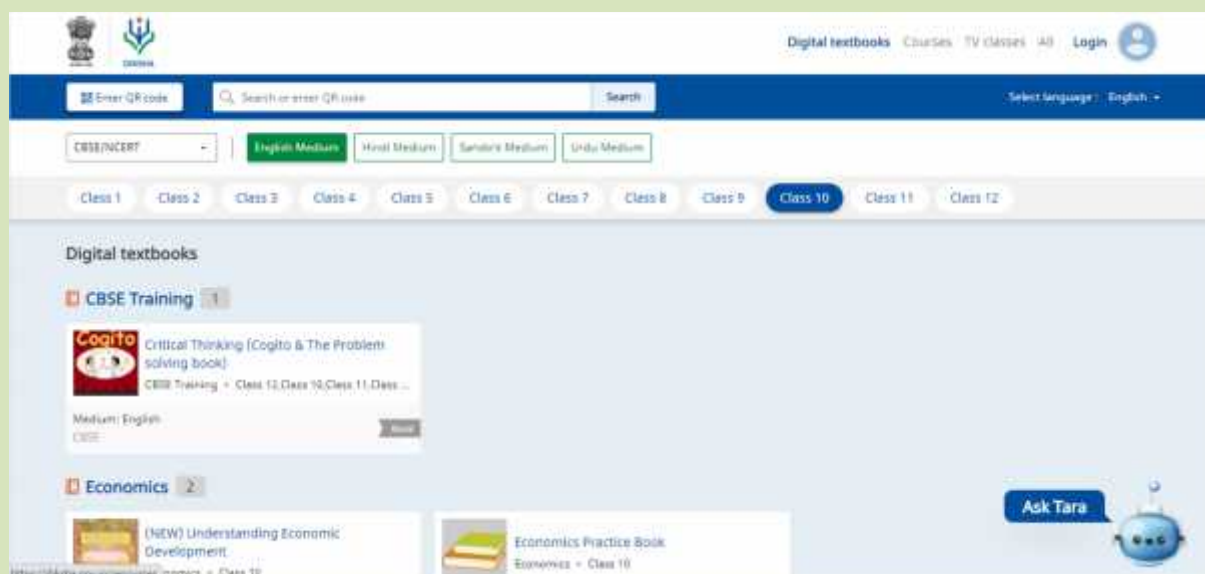 DIKSHA
Digital textbooks Courses TV classes All Login
Enter QR code Search or enter QR code Search Select language : English
CBSE/NCERT English Medium Hindi Medium Sanskrit Medium Urdu Medium
Class 1 Class 2 Class 3 Class 4 Class 5 Class 6 Class 7 Class 8 Class 9 Class 10 Class 11 Class 12
Digital textbooks
CBSE Training 1
Cogito
Critical Thinking (Cogito & The Problem
solving book)
CBSE Training • Class 12,Class 10,Class 11,Class ...
Medium: English
CBSE
Book
Economics 2
Ask Tara
(NEW) Understanding Economic
Development
Economics Practice Book
Economics • Class 10
Class 10